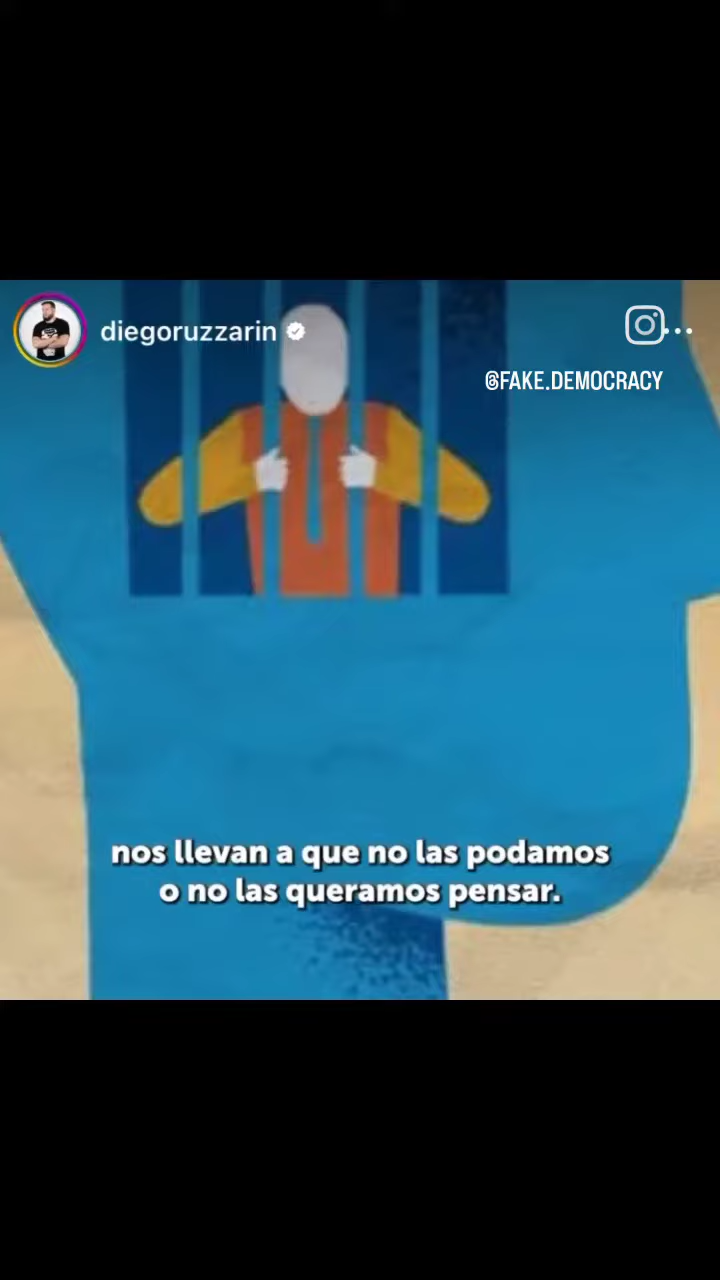 diegoruzzarin
@FAKE.DEMOCRACY
nos llevan a que no las podamos
o no las queramos pensar.